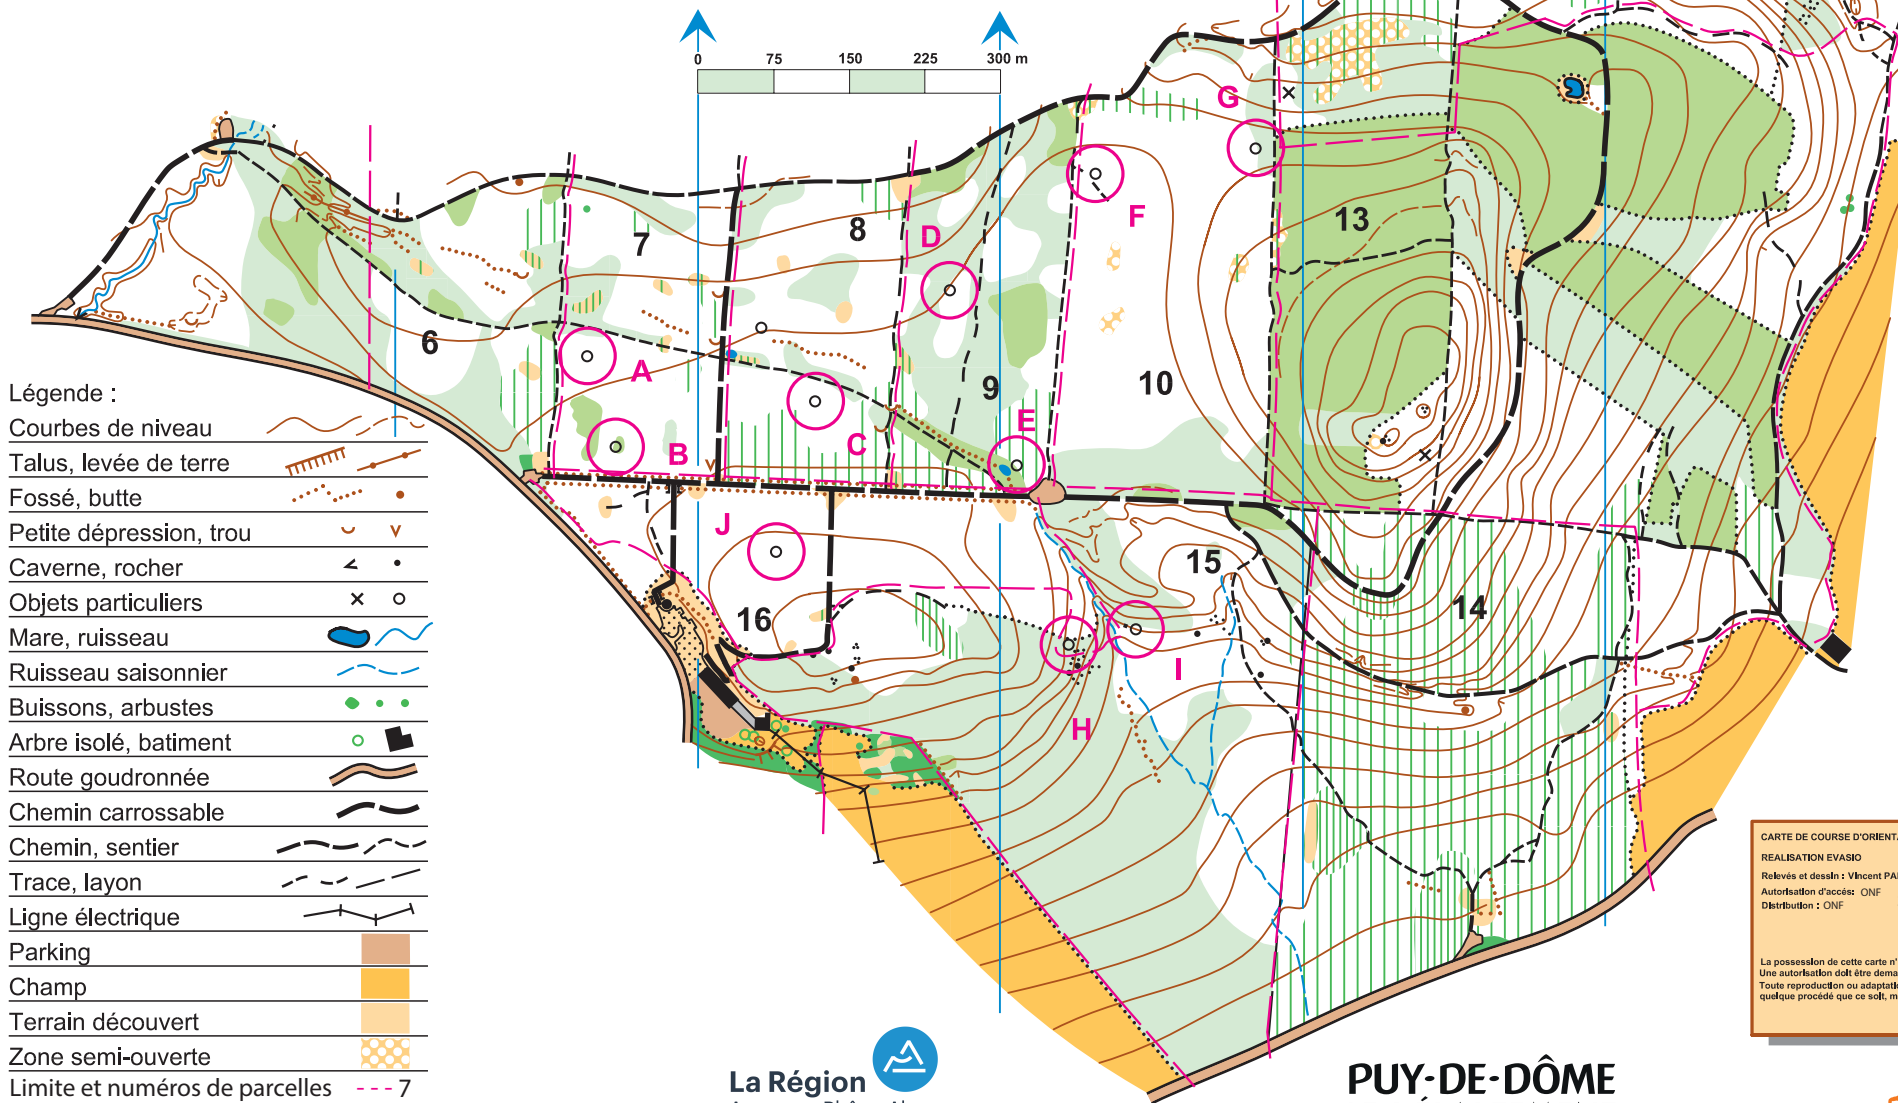 0 75 150 225 300 m
G
F
13
7
8
D
6
A
9
10
E
B
C
J
15
14
16
I
H
Légende :
Courbes de niveau
Talus, levée de terre
Fossé, butte
Petite dépression, trou
Caverne, rocher
Objets particuliers
Mare, ruisseau
Ruisseau saisonnier
Buissons, arbustes
Arbre isolé, batiment
Route goudronnée
Chemin carrossable
Chemin, sentier
Trace, layon
Ligne électrique
Parking
Champ
Terrain découvert
Zone semi-ouverte
Limite et numéros de parcelles 7
CARTE DE COURSE D'ORIENT
REALISATION EVASIO
Relevés et dessin : Vincent PA
Autorisation d'accés: ONF
Distribution : ONF
La possession de cette carte n'
Une autorisation doit être dema
Toute reproduction ou adaptati
quelque procédé que ce soit, m
La Région
PUY-DE-DÔME